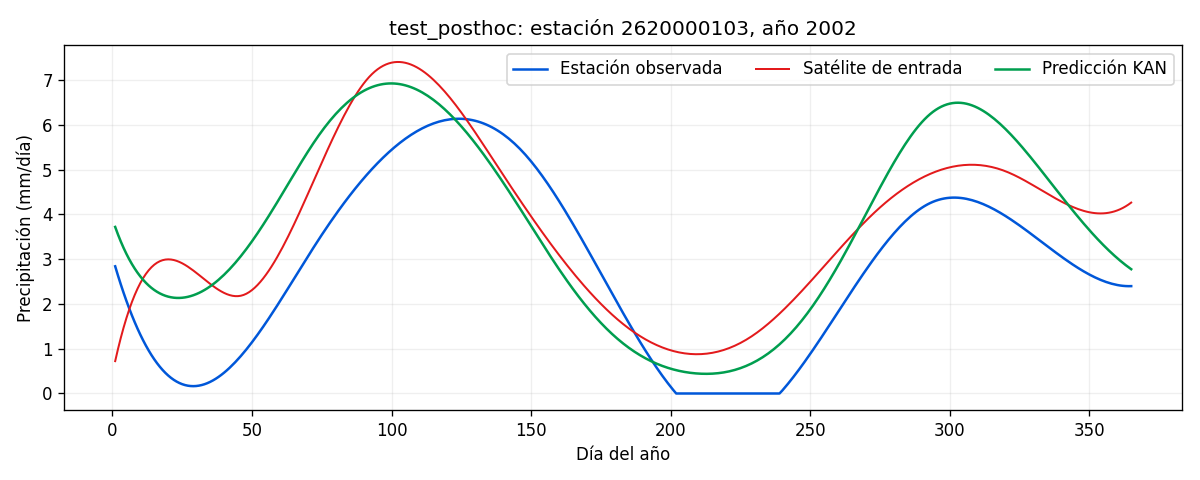 test_posthoc: estación 2620000103, año 2002
Estación observada Satélite de entrada Predicción KAN
Precipitación (mm/día)
7
6
5
4
3
2
1
0
0 50 100 150 200 250 300 350
Día del año